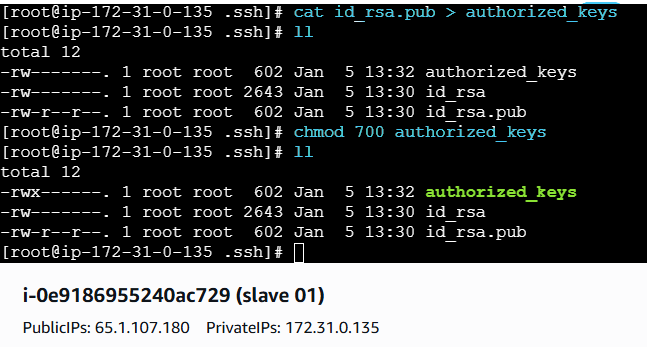 [root@ip-172-31-0-135 .ssh]# cat id_rsa.pub > authorized_keys
[root@ip-172-31-0-135 .ssh]# ll
total 12
-rw-------. 1 root root  602 Jan  5 13:32 authorized_keys
-rw-------. 1 root root 2643 Jan  5 13:30 id_rsa
-rw-r--r--. 1 root root  602 Jan  5 13:30 id_rsa.pub
[root@ip-172-31-0-135 .ssh]# chmod 700 authorized_keys
[root@ip-172-31-0-135 .ssh]# ll
total 12
-rwx------. 1 root root  602 Jan  5 13:32 authorized_keys
-rw-------. 1 root root 2643 Jan  5 13:30 id_rsa
-rw-r--r--. 1 root root  602 Jan  5 13:30 id_rsa.pub
[root@ip-172-31-0-135 .ssh]#
i-0e9186955240ac729 (slave 01)
PublicIPs: 65.1.107.180    PrivateIPs: 172.31.0.135